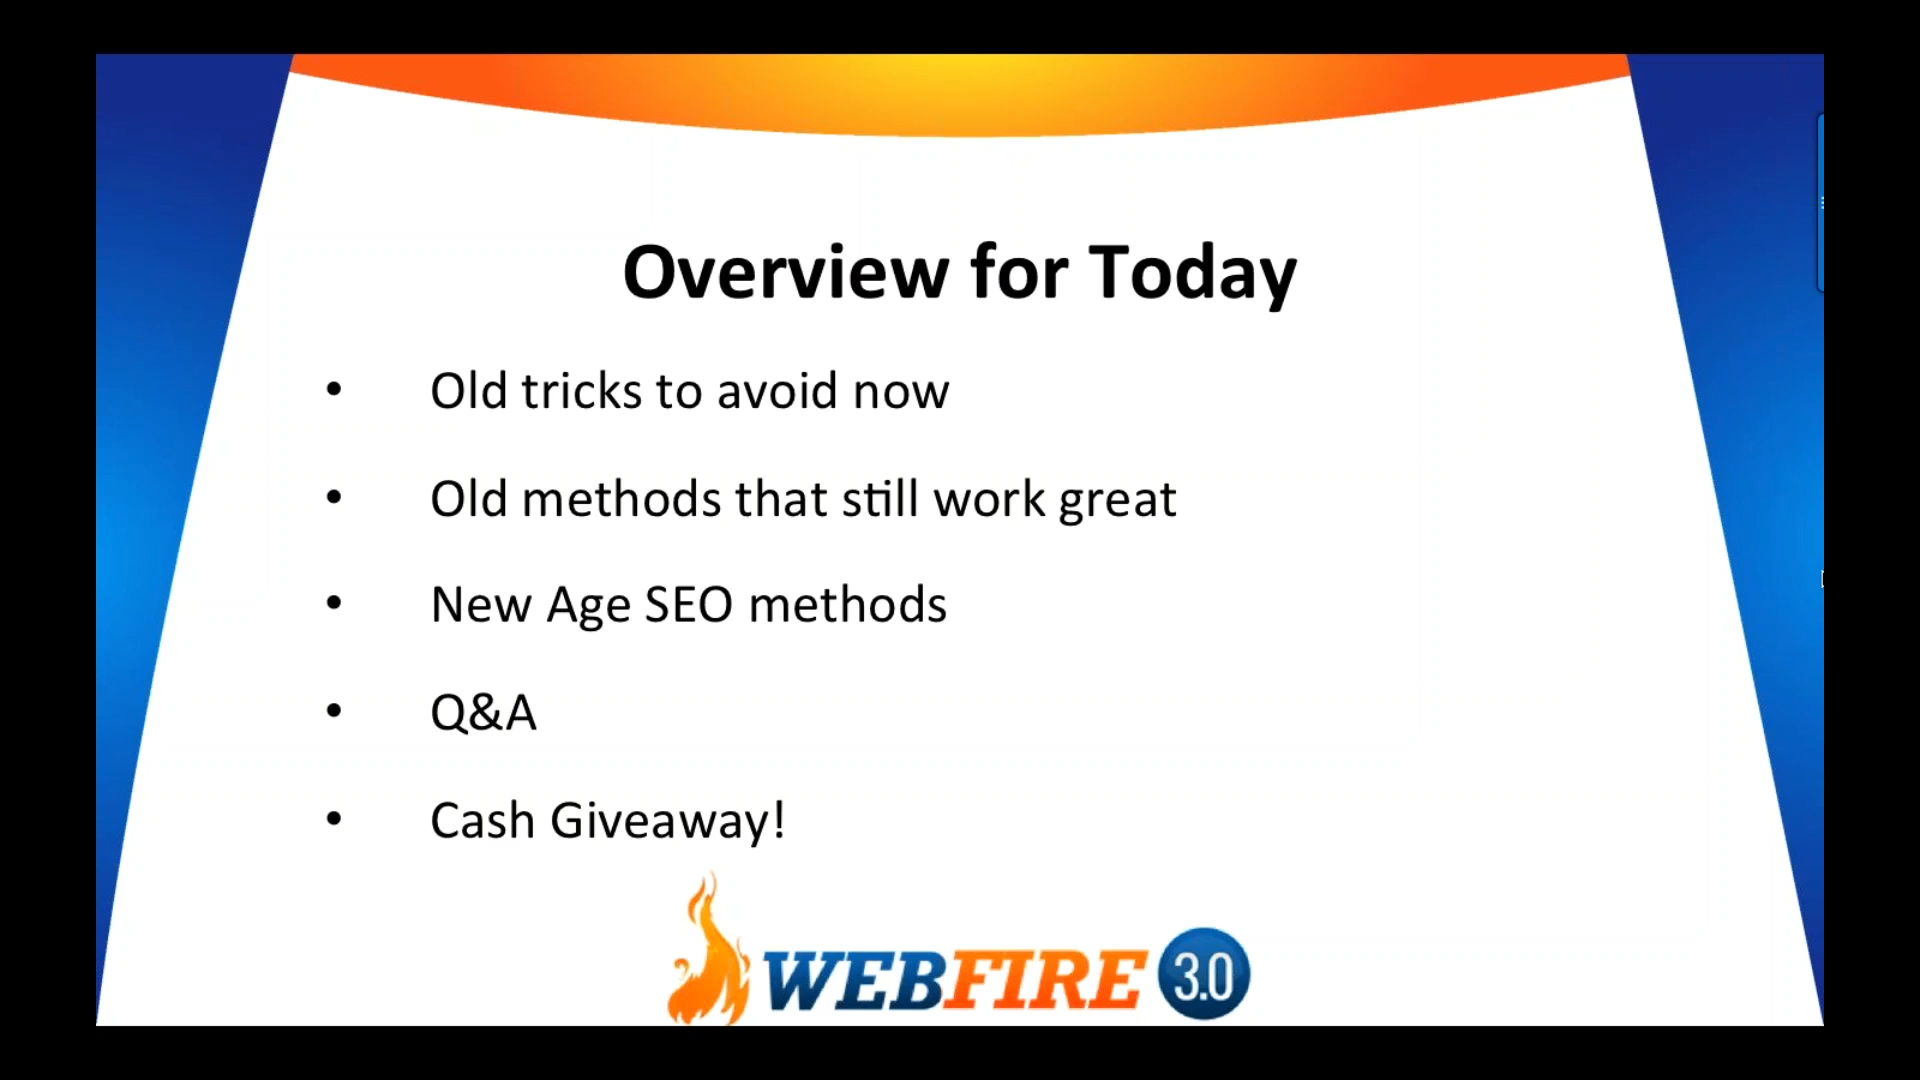 Overview for Today
• Old tricks to avoid now
• Old methods that still work great
• New Age SEO methods
• Q&A
• Cash Giveaway!
WEBFIRE 3.0